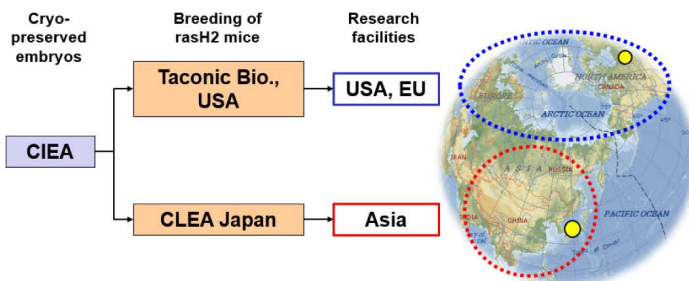 Cryo-
preserved
embryos
Breeding of
rasH2 mice
Research
facilities
CIEA
Taconic Bio.,
USA
USA, EU
CLEA Japan
Asia
NORTH AMERICA
CANADA
EUROPE
ARCTIC OCEAN
IRAN
ASIA
RUSSIA
INDIA
CHINA
PACIFIC OCEAN